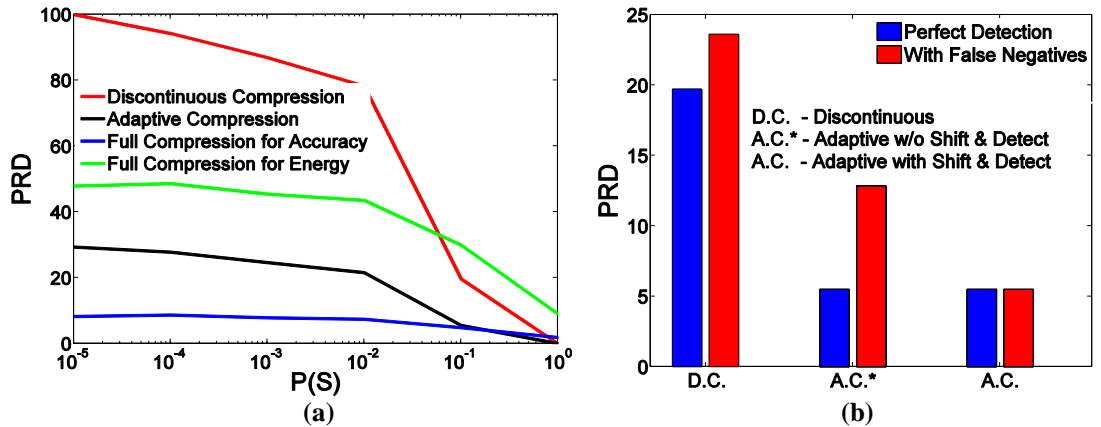 100
80
60
40
20
0
PRD
Discontinuous Compression
Adaptive Compression
Full Compression for Accuracy
Full Compression for Energy
10^-5
10^-4
10^-3
10^-2
10^-1
10^0
P(S)
(a)
25
20
15
10
5
0
PRD
Perfect Detection
With False Negatives
D.C. - Discontinuous
A.C.* - Adaptive w/o Shift & Detect
A.C. - Adaptive with Shift & Detect
D.C.
A.C.*
A.C.
(b)